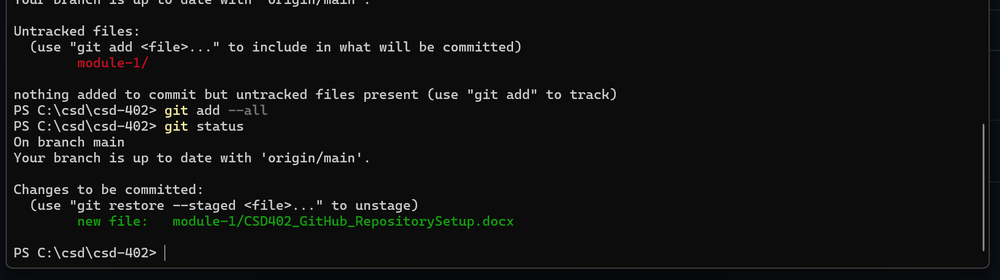 Your branch is up to date with 'origin/main'.
Untracked files:
(use "git add <file>..." to include in what will be committed)
module-1/
nothing added to commit but untracked files present (use "git add" to track)
PS C:\csd\csd-402> git add --all
PS C:\csd\csd-402> git status
On branch main
Your branch is up to date with 'origin/main'.
Changes to be committed:
(use "git restore --staged <file>..." to unstage)
new file:   module-1/CSD402_GitHub_RepositorySetup.docx
PS C:\csd\csd-402>